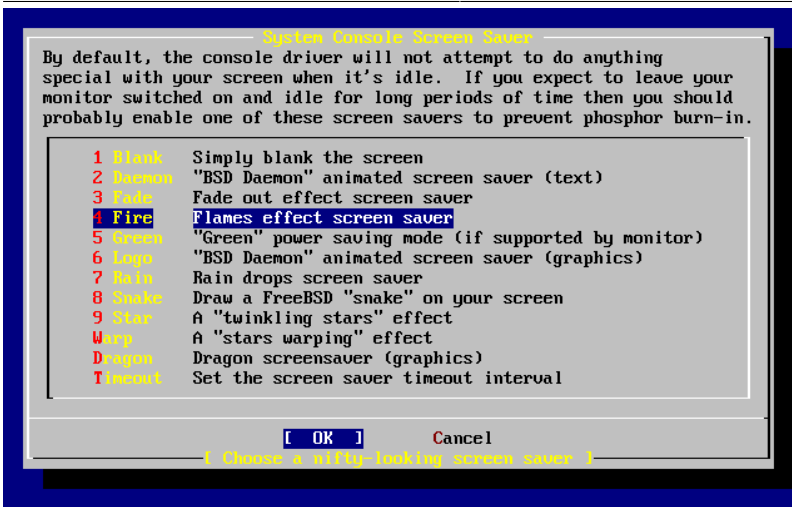 System Console Screen Saver
By default, the console driver will not attempt to do anything
special with your screen when it's idle.  If you expect to leave your
monitor switched on and idle for long periods of time then you should
probably enable one of these screen savers to prevent phosphor burn-in.
1 Blank    Simply blank the screen
2 Daemon   "BSD Daemon" animated screen saver (text)
3 Fade     Fade out effect screen saver
4 Fire     Flames effect screen saver
5 Green    "Green" power saving mode (if supported by monitor)
6 Logo     "BSD Daemon" animated screen saver (graphics)
7 Rain     Rain drops screen saver
8 Snake    Draw a FreeBSD "snake" on your screen
9 Star     A "twinkling stars" effect
Warp       A "stars warping" effect
Dragon     Dragon screensaver (graphics)
Timeout    Set the screen saver timeout interval
[  OK  ]       Cancel
[ Choose a nifty-looking screen saver ]